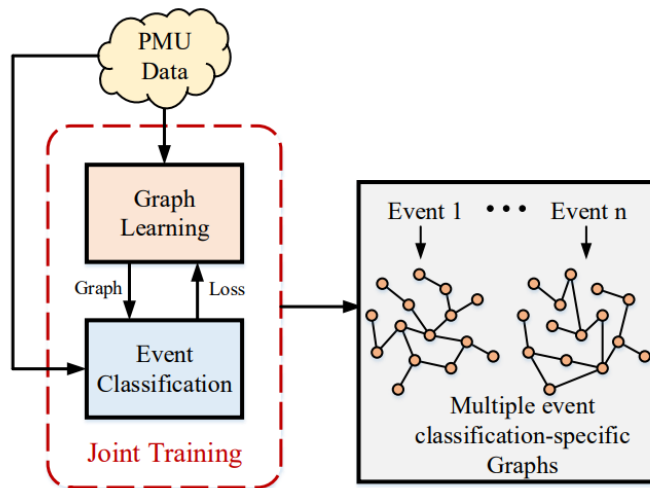 PMU
Data
Graph
Learning
Graph
Loss
Event
Classification
Joint Training
Event 1 • • • Event n
Multiple event
classification-specific
Graphs